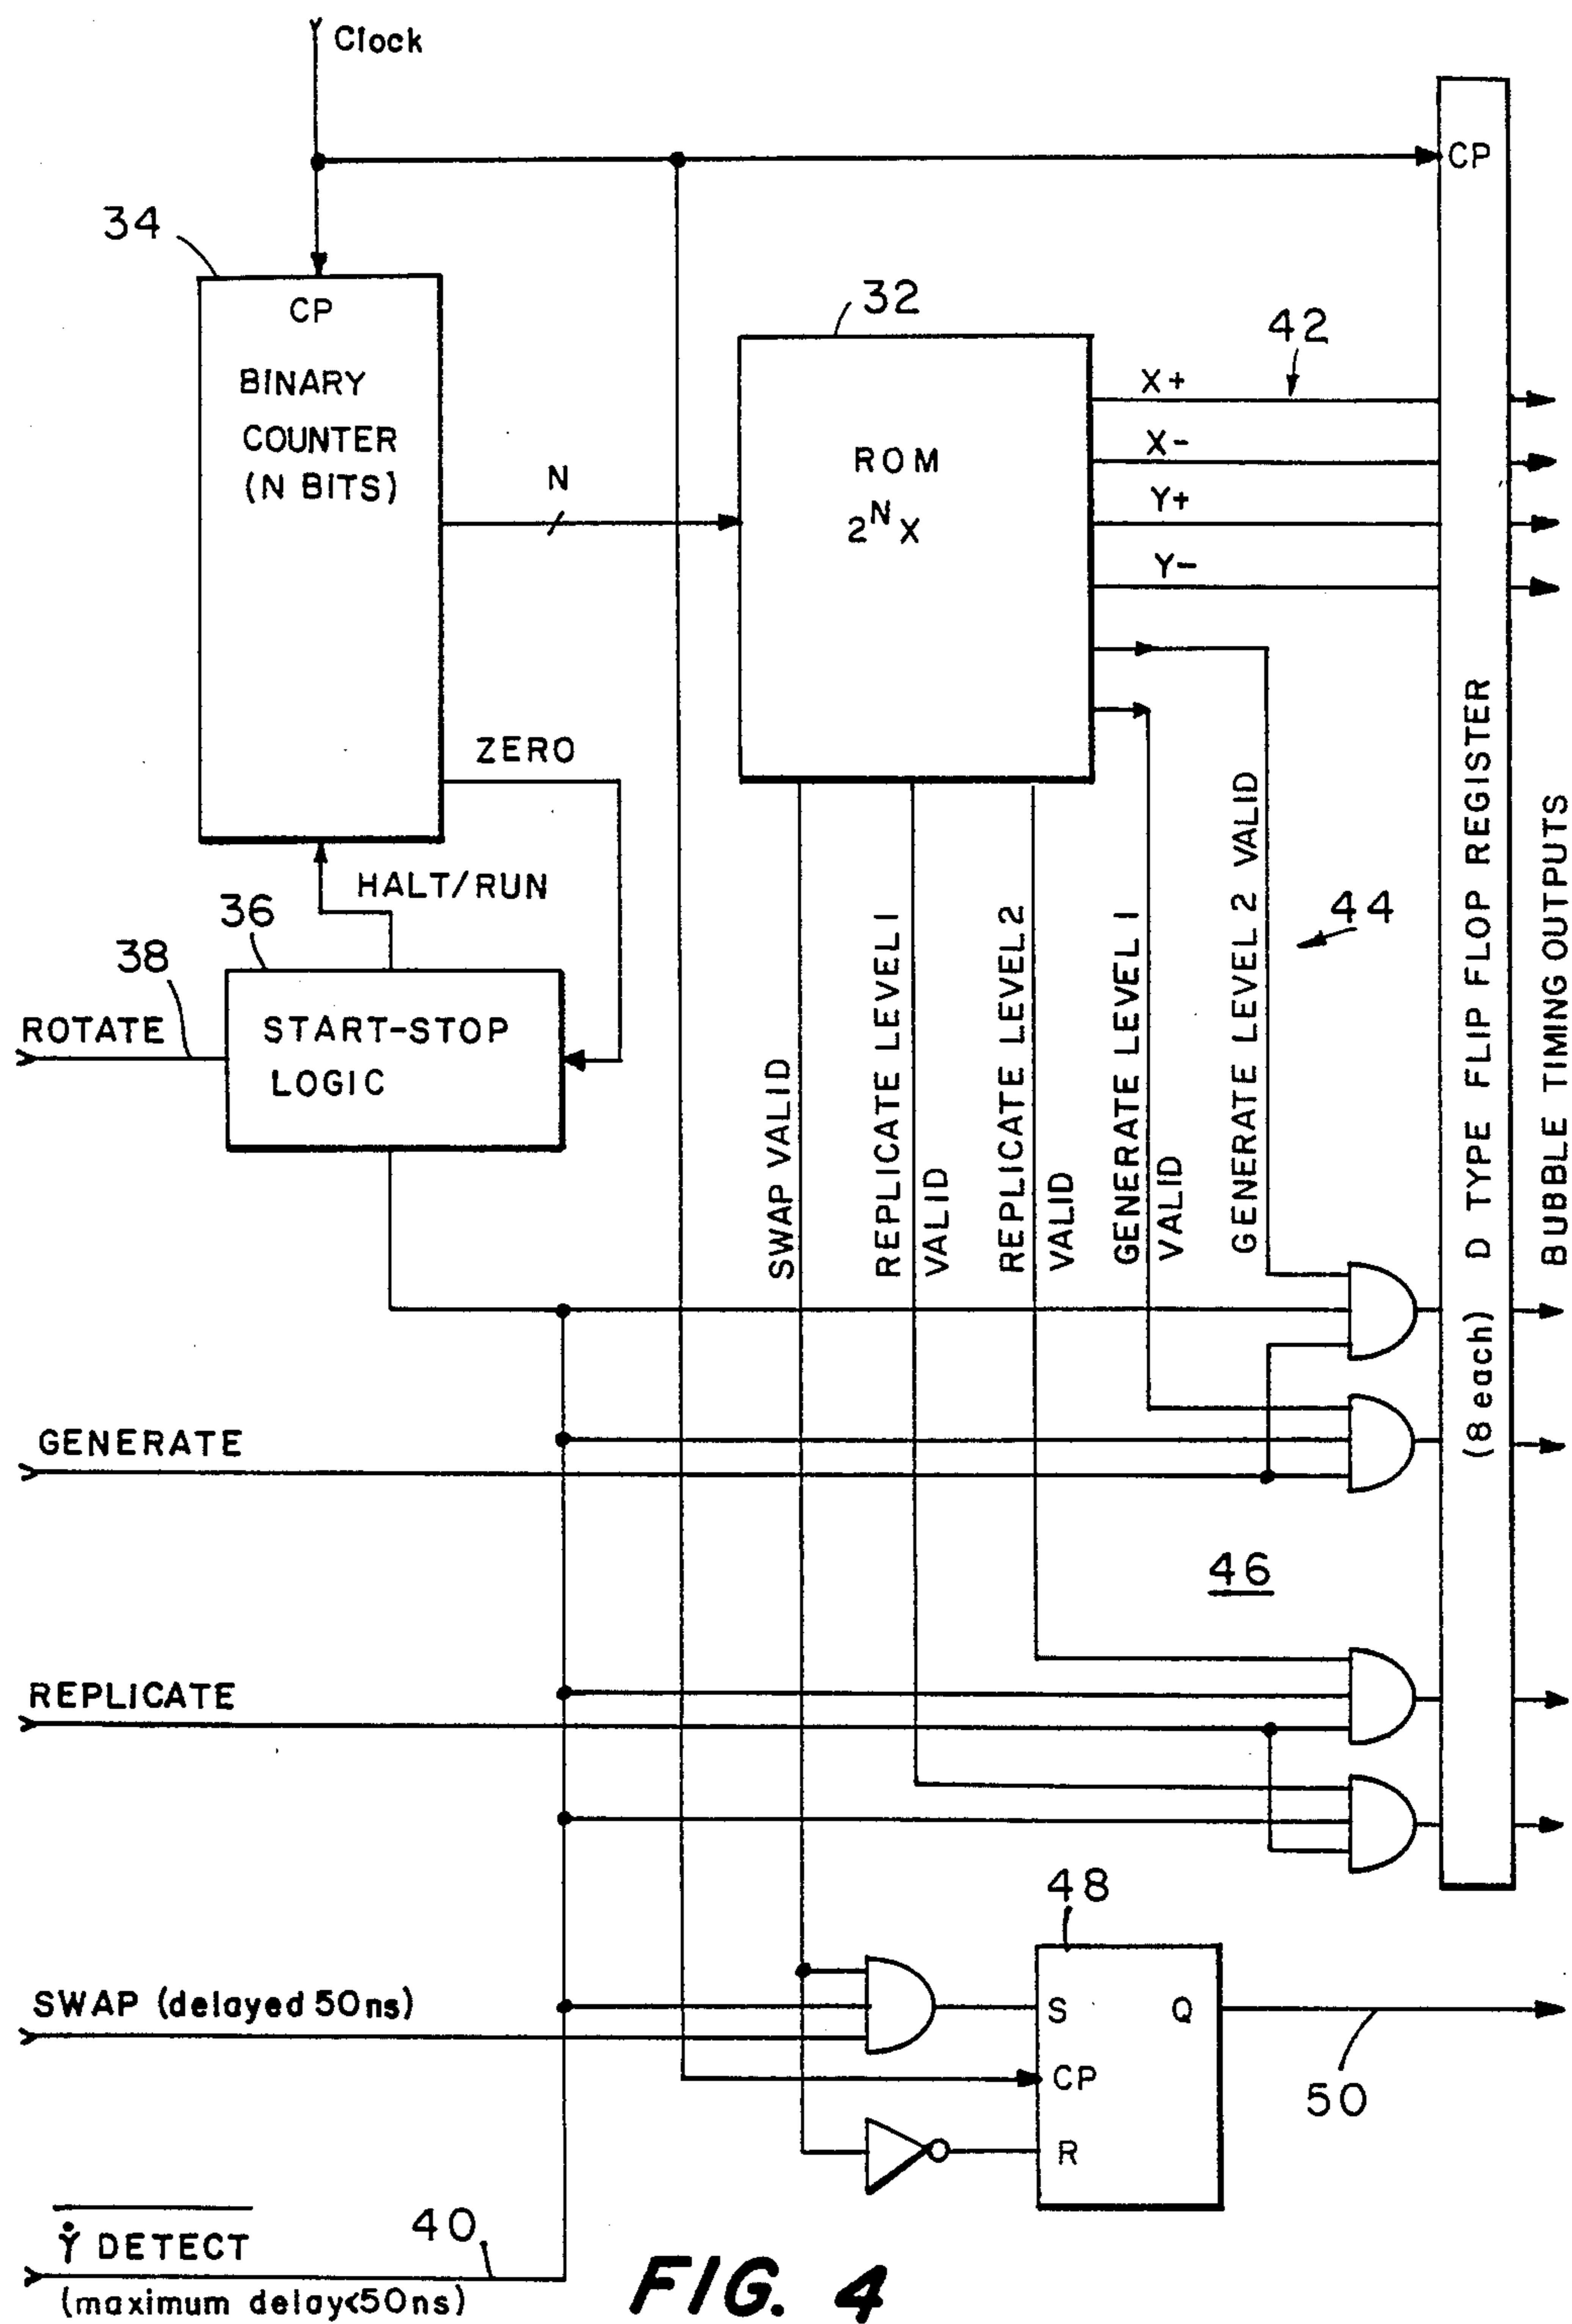 Clock
CP
34
CP
BINARY
COUNTER
(N BITS)
N
32
ROM
2^N X
X+
X-
Y+
Y-
42
ZERO
HALT/RUN
36
38
ROTATE
START-STOP
LOGIC
SWAP VALID
REPLICATE LEVEL 1
VALID
REPLICATE LEVEL 2
VALID
GENERATE LEVEL 1
VALID
GENERATE LEVEL 2 VALID
44
(8 each) D TYPE FLIP FLOP REGISTER
BUBBLE TIMING OUTPUTS
GENERATE
46
REPLICATE
48
SWAP (delayed 50ns)
S
Q
CP
R
50
Ẏ DETECT
40
(maximum delay<50ns)
FIG. 4